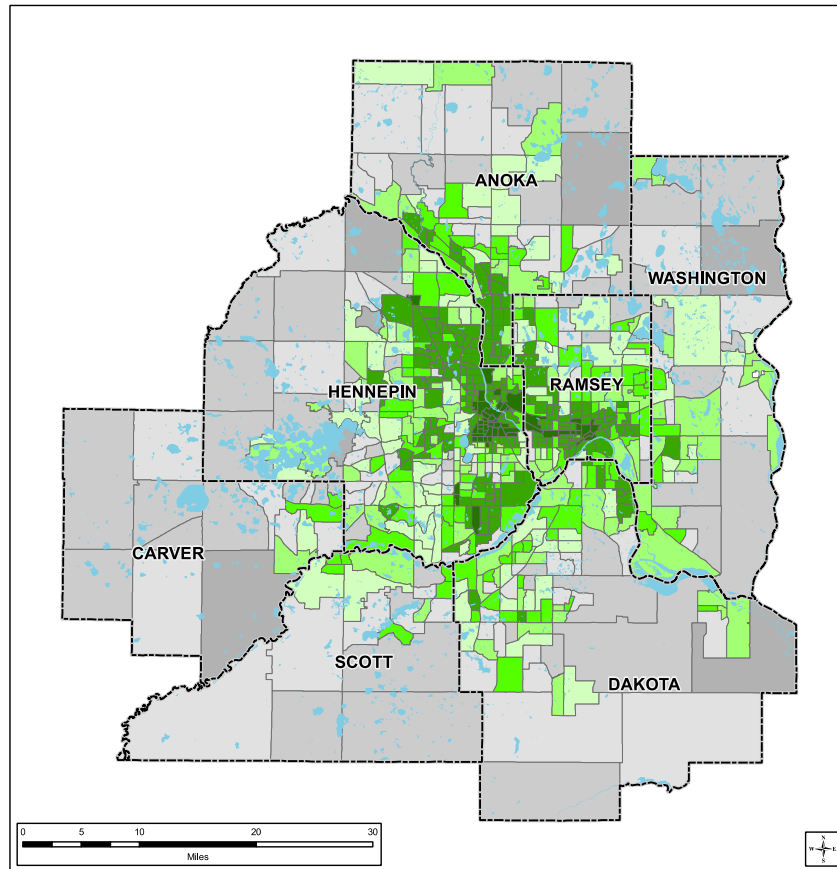 ANOKA
WASHINGTON
HENNEPIN
RAMSEY
CARVER
SCOTT
DAKOTA
0 5 10 20 30
Miles
N
W E
S